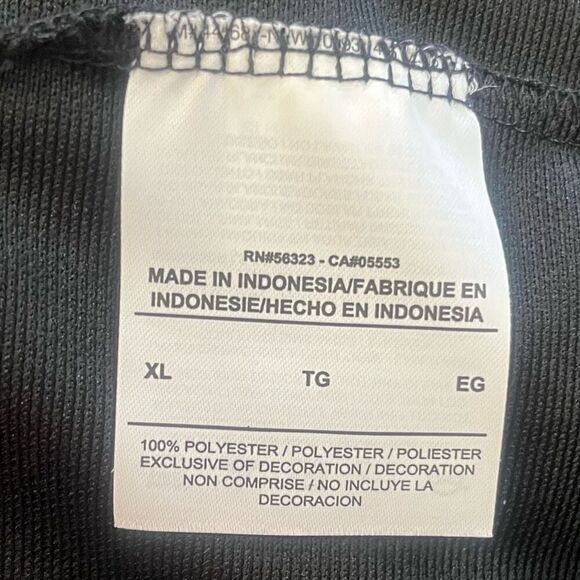 RN#56323 - CA#05553
MADE IN INDONESIA/FABRIQUE EN
INDONESIE/HECHO EN INDONESIA
XL TG EG
100% POLYESTER / POLYESTER / POLIESTER
EXCLUSIVE OF DECORATION / DECORATION
NON COMPRISE / NO INCLUYE LA
DECORACION